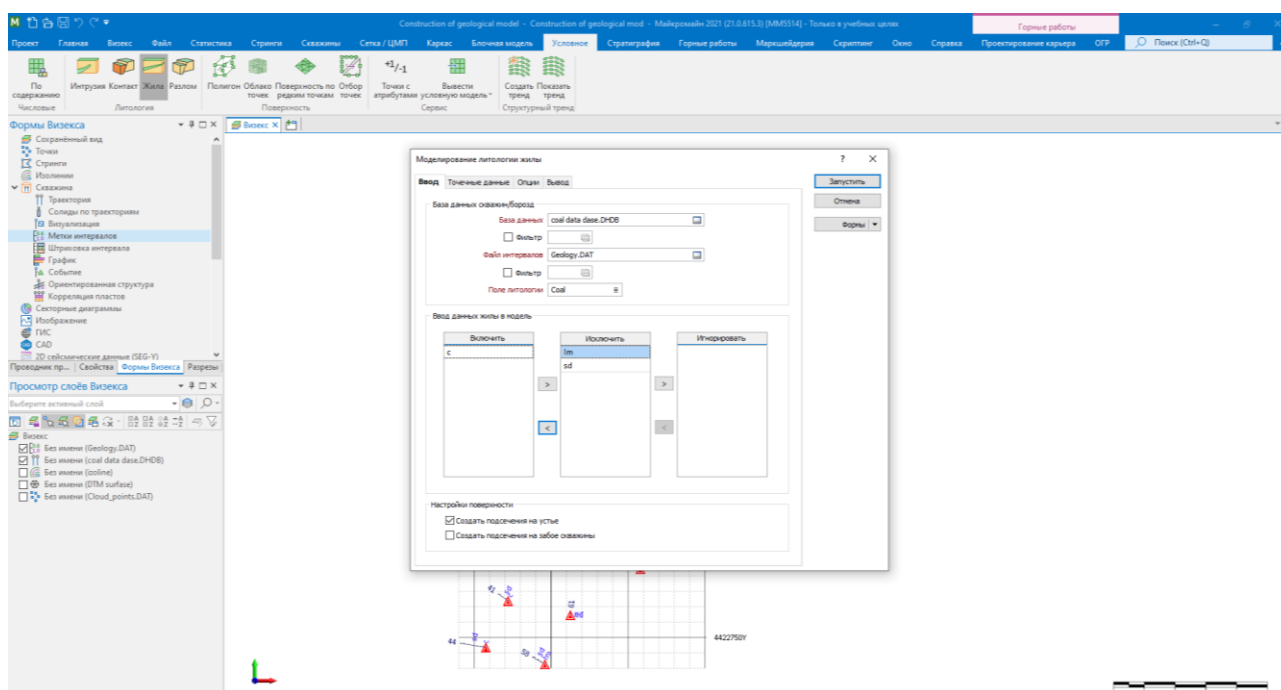 Construction of geological model - Construction of geological mod - Майкромайн 2021 (21.0.615.3) [MM5514] - Только в учебных целях
Горные работы
Проект Главная Визекс Файл Статистика Стринги Скважины Сетка / ЦМП Каркас Блочная модель Условное Стратиграфия Горные работы Маркшейдерия Скриптинг Окно Справка Проектирование карьера ОГР Поиск (Ctrl+Q)
По содержанию Интрузия Контакт Жила Разлом Полигон Облако точек Поверхность по редким точкам Отбор точек +1/-1 Точки с атрибутами Вывести условную модель Создать тренд Показать тренд
Числовые Литология Поверхность Сервис Структурный тренд
Формы Визекса
Визекс
Сохранённый вид
Точки
Стринги
Изолинии
Скважина
Траектория
Солиды по траекториям
Визуализация
Метки интервалов
Штриховка интервала
График
Событие
Ориентированная структура
Корреляция пластов
Секторные диаграммы
Изображение
ГИС
CAD
2D сейсмические данные (SEG-Y)
Проводник пр... Свойства Формы Визекса Разрезы
Просмотр слоёв Визекса
Выберите активный слой
Визекс
Без имени (Geology.DAT)
Без имени (coal data dase.DHDB)
Без имени (izoline)
Без имени (DTM surfase)
Без имени (Cloud_points.DAT)
Моделирование литологии жилы
Ввод Точечные данные Опции Вывод
Запустить
Отмена
Формы
База данных скважин/борозд
База данных coal data dase.DHDB
Фильтр
Файл интервалов Geology.DAT
Фильтр
Поле литологии Coal
Ввод данных жилы в модель
Включить Исключить Игнорировать
c lm
sd
> >
< <
Настройки поверхности
Создать подсечения на устье
Создать подсечения на забое скважины
41
61
44
58
4422750Y